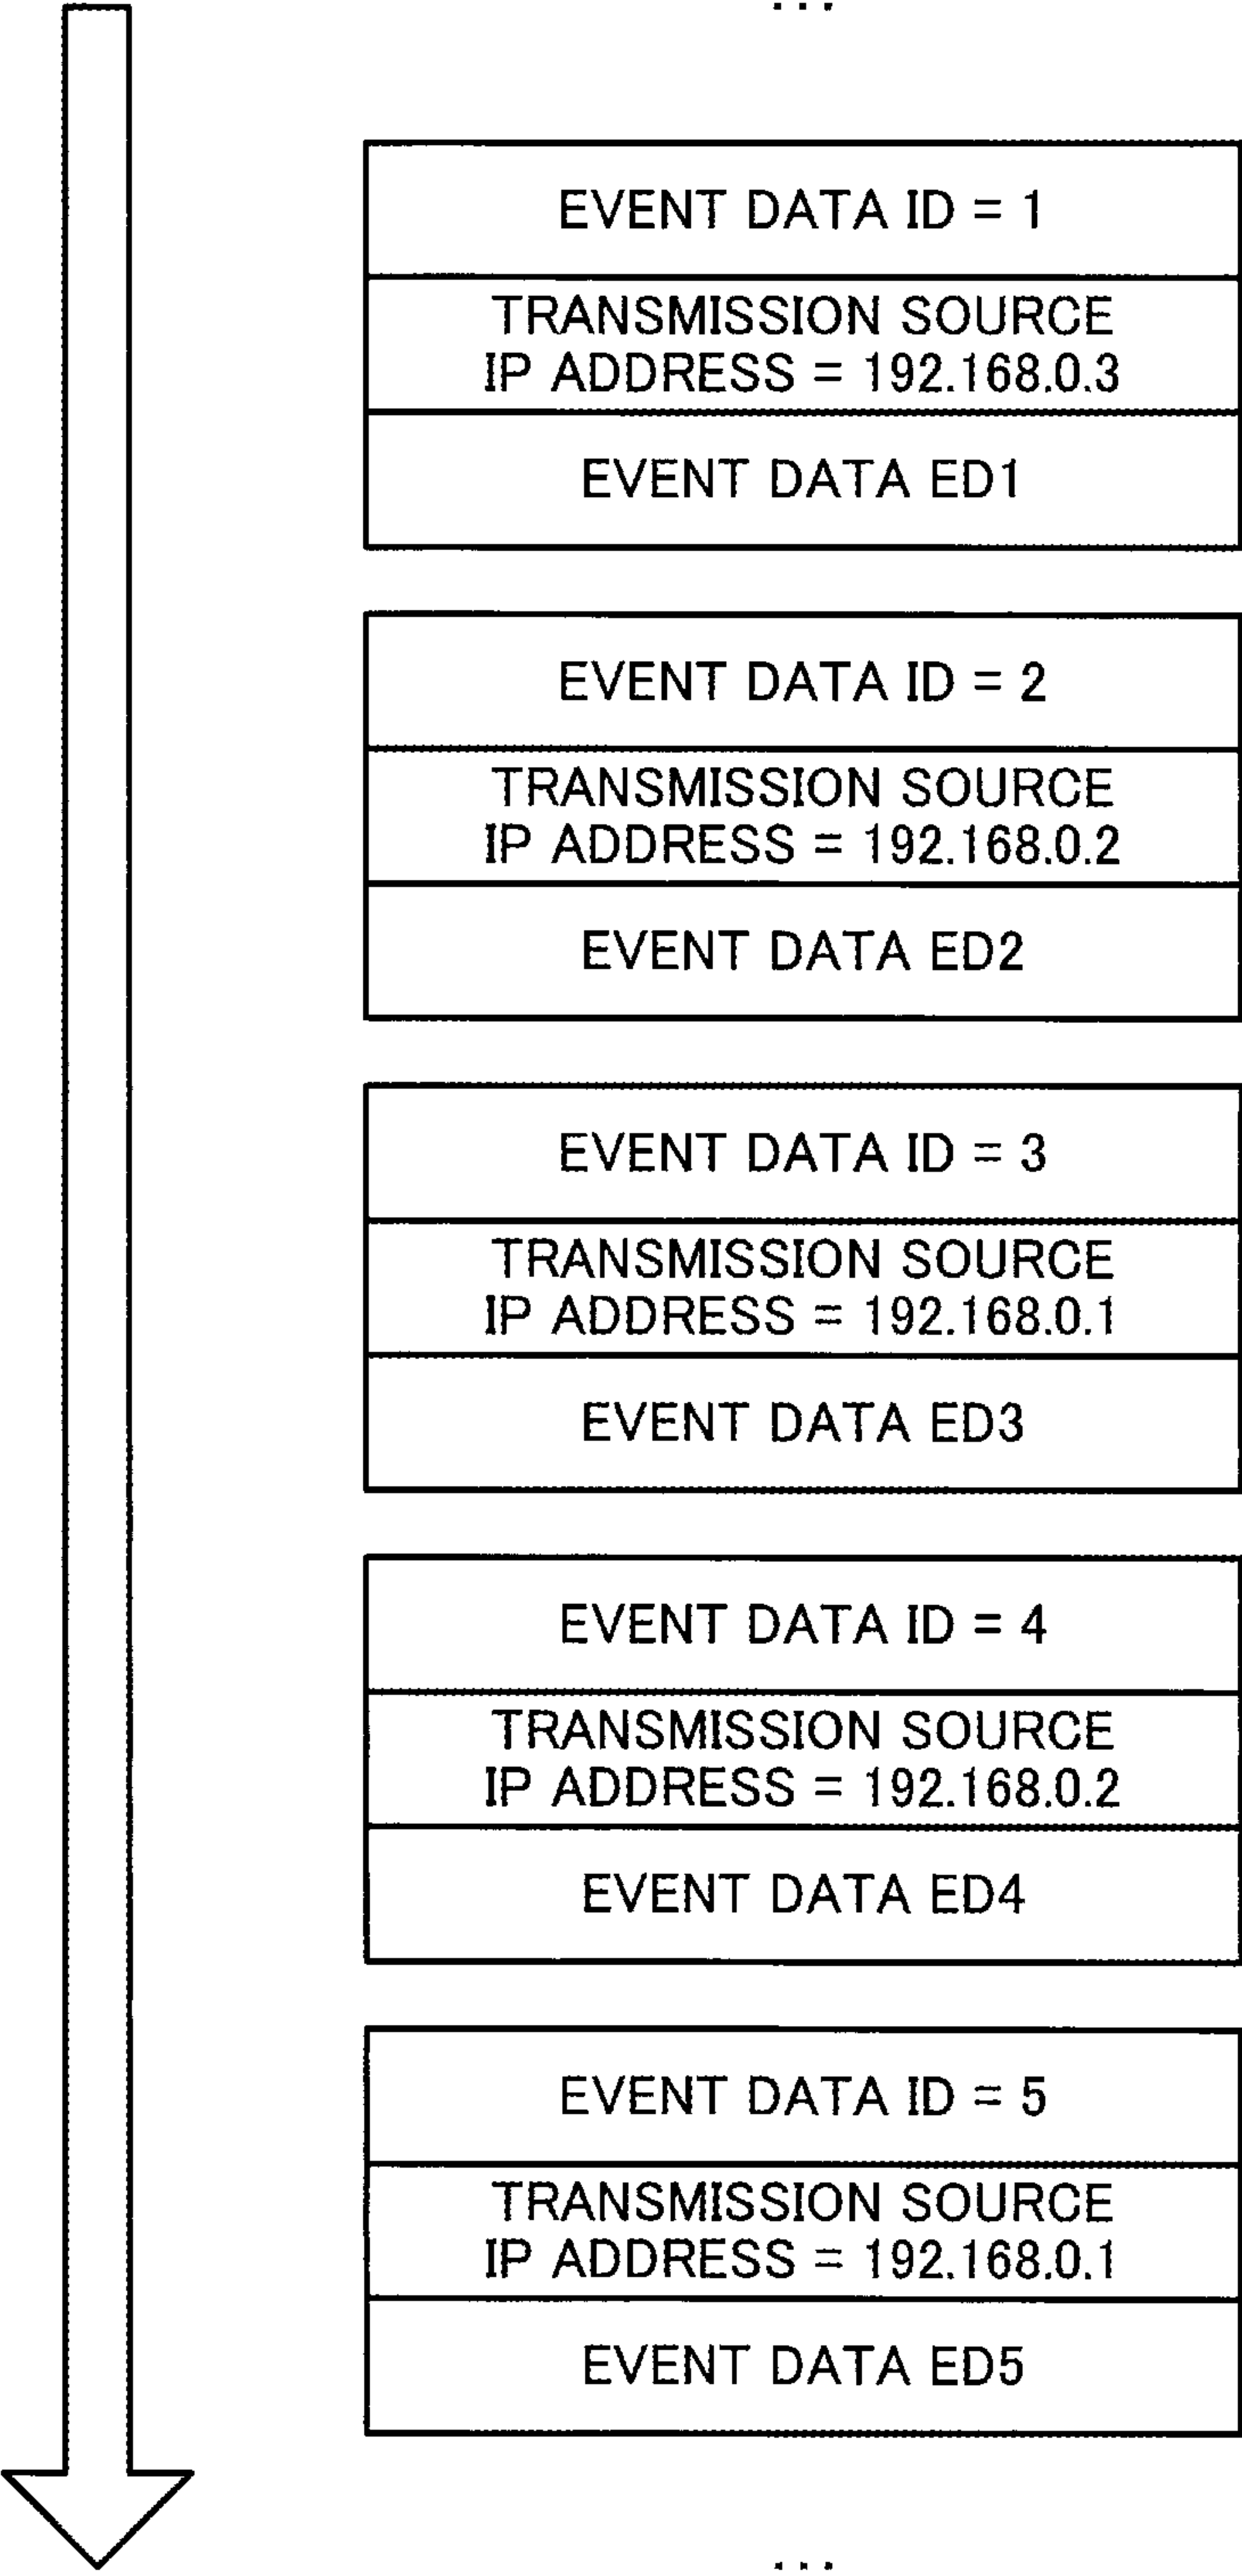 ...
EVENT DATA ID = 1
TRANSMISSION SOURCE
IP ADDRESS = 192.168.0.3
EVENT DATA ED1
EVENT DATA ID = 2
TRANSMISSION SOURCE
IP ADDRESS = 192.168.0.2
EVENT DATA ED2
EVENT DATA ID = 3
TRANSMISSION SOURCE
IP ADDRESS = 192.168.0.1
EVENT DATA ED3
EVENT DATA ID = 4
TRANSMISSION SOURCE
IP ADDRESS = 192.168.0.2
EVENT DATA ED4
EVENT DATA ID = 5
TRANSMISSION SOURCE
IP ADDRESS = 192.168.0.1
EVENT DATA ED5
...